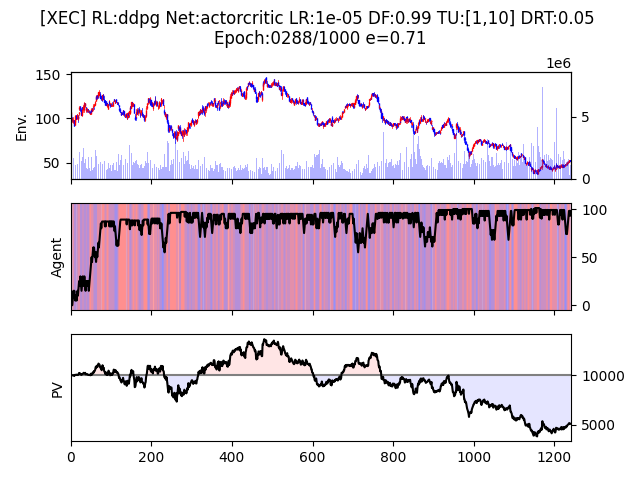 [XEC] RL:ddpg Net:actorcritic LR:1e-05 DF:0.99 TU:[1,10] DRT:0.05
Epoch:0288/1000 e=0.71
1e6
150
100
50
Env.
5
0
Agent
100
50
0
PV
10000
5000
0 200 400 600 800 1000 1200